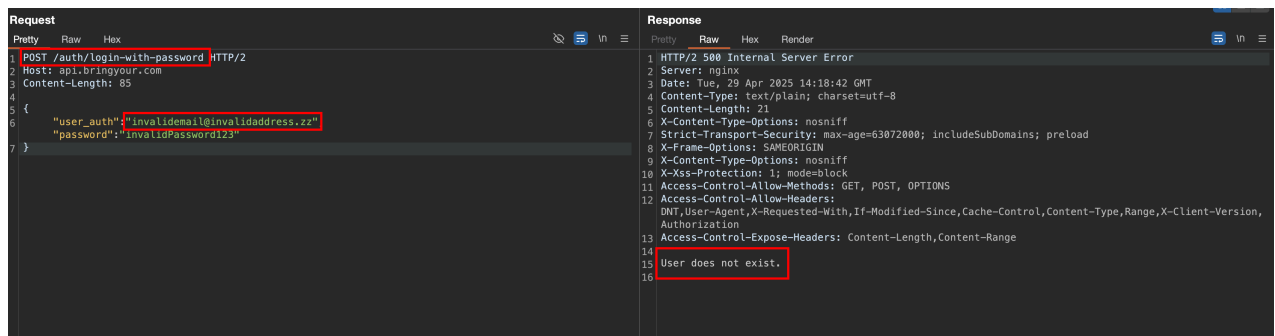 Request
Pretty Raw Hex
\n
1 POST /auth/login-with-password HTTP/2
2 Host: api.bringyour.com
3 Content-Length: 85
4
5 {
6 "user_auth":"invalidemail@invalidaddress.zz"
"password":"invalidPassword123"
7 }
Response
Pretty Raw Hex Render
\n
1 HTTP/2 500 Internal Server Error
2 Server: nginx
3 Date: Tue, 29 Apr 2025 14:18:42 GMT
4 Content-Type: text/plain; charset=utf-8
5 Content-Length: 21
6 X-Content-Type-Options: nosniff
7 Strict-Transport-Security: max-age=63072000; includeSubDomains; preload
8 X-Frame-Options: SAMEORIGIN
9 X-Content-Type-Options: nosniff
10 X-Xss-Protection: 1; mode=block
11 Access-Control-Allow-Methods: GET, POST, OPTIONS
12 Access-Control-Allow-Headers:
DNT,User-Agent,X-Requested-With,If-Modified-Since,Cache-Control,Content-Type,Range,X-Client-Version,
Authorization
13 Access-Control-Expose-Headers: Content-Length,Content-Range
14
15 User does not exist.
16